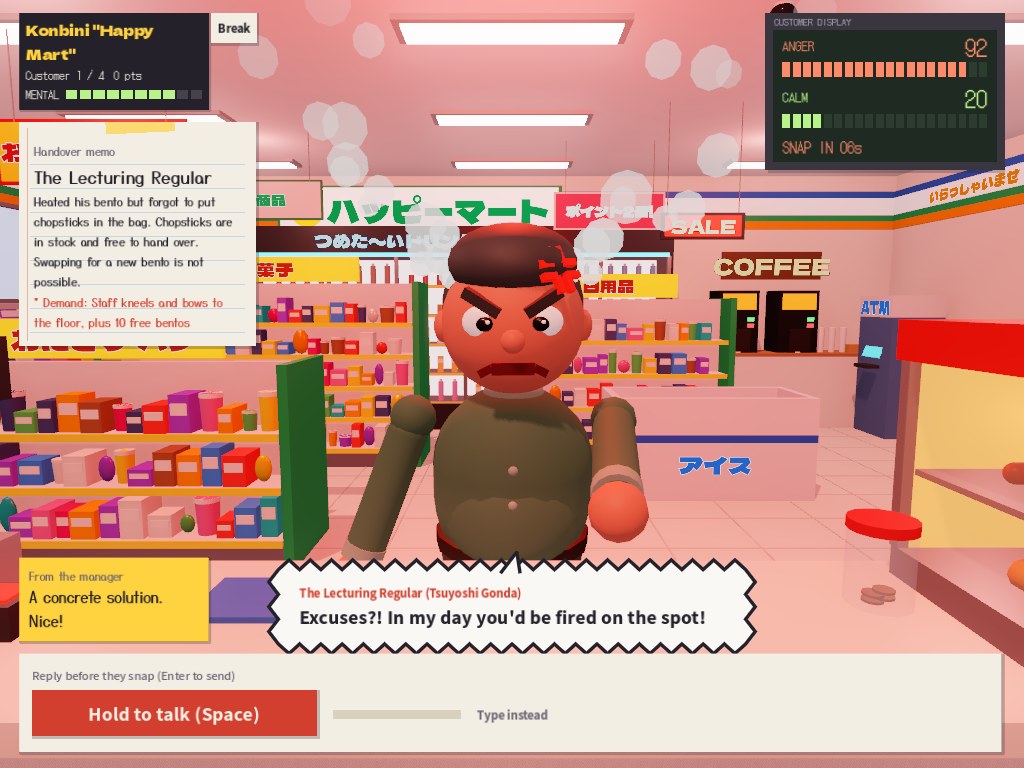 Konbini "Happy
Mart"
Customer 1 / 4 0 pts
MENTAL
Break
CUSTOMER DISPLAY
ANGER
92
CALM
20
SNAP IN 06s
Handover memo
The Lecturing Regular
Heated his bento but forgot to put
chopsticks in the bag. Chopsticks are
in stock and free to hand over.
Swapping for a new bento is not
possible.
* Demand: Staff kneels and bows to
the floor, plus 10 free bentos
商品
ハッピーマート
つめた〜い
菓子
日用品
SALE
COFFEE
いらっしゃいませ
ATM
アイス
From the manager
A concrete solution.
Nice!
The Lecturing Regular (Tsuyoshi Gonda)
Excuses?! In my day you'd be fired on the spot!
Reply before they snap (Enter to send)
Hold to talk (Space)
Type instead